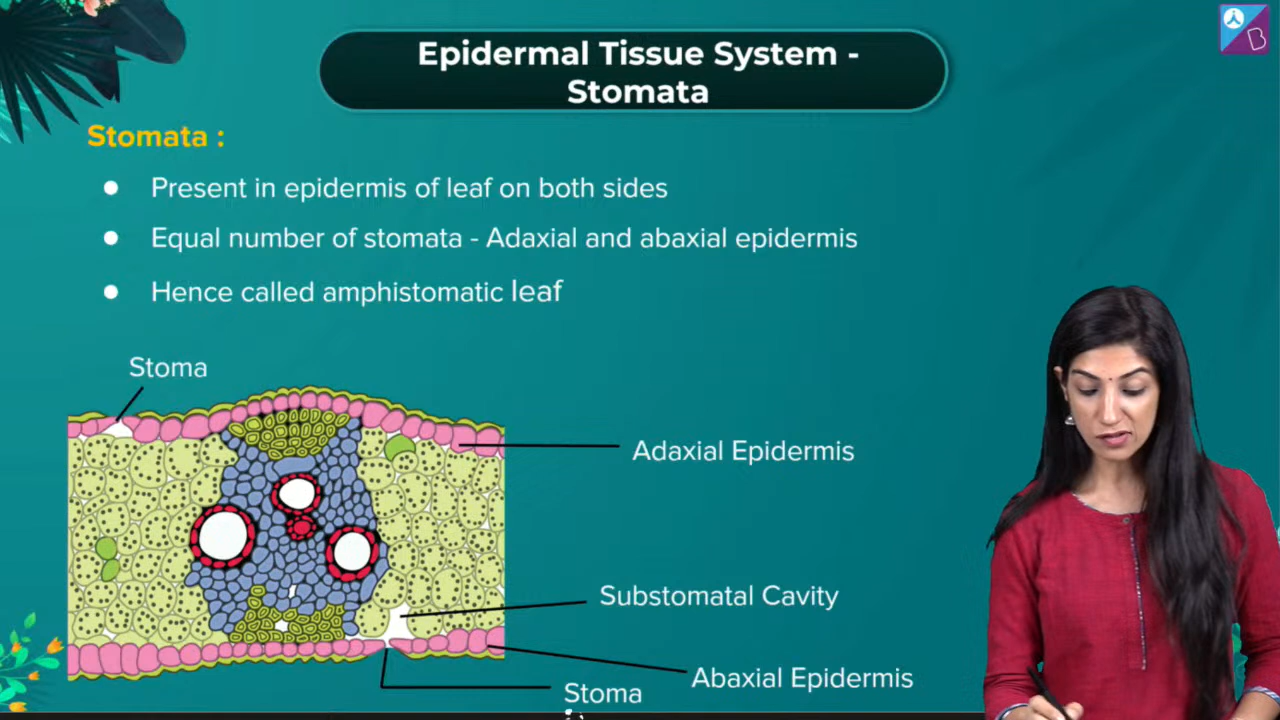 Epidermal Tissue System -
Stomata
Stomata :
● Present in epidermis of leaf on both sides
● Equal number of stomata - Adaxial and abaxial epidermis
● Hence called amphistomatic leaf
Stoma
Adaxial Epidermis
Substomatal Cavity
Abaxial Epidermis
Stoma
B